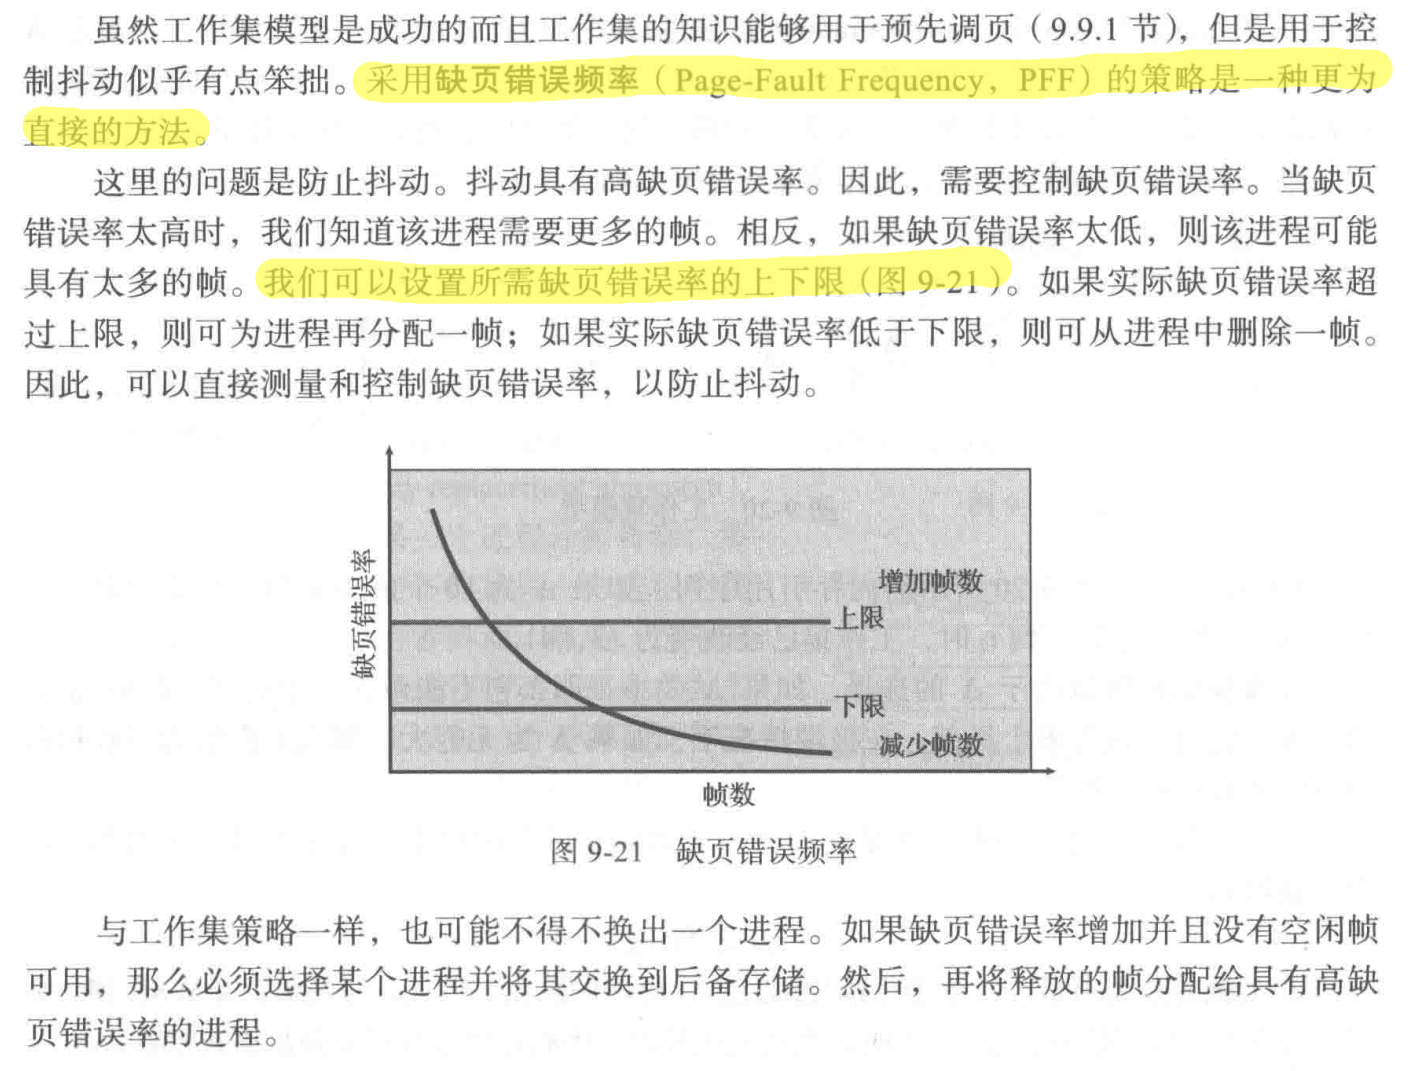 虽然工作集模型是成功的而且工作集的知识能够用于预先调页（9.9.1 节），但是用于控
制抖动似乎有点笨拙。采用缺页错误频率（Page-Fault Frequency，PFF）的策略是一种更为
直接的方法。
这里的问题是防止抖动。抖动具有高缺页错误率。因此，需要控制缺页错误率。当缺页
错误率太高时，我们知道该进程需要更多的帧。相反，如果缺页错误率太低，则该进程可能
具有太多的帧。我们可以设置所需缺页错误率的上下限（图 9-21）。如果实际缺页错误率超
过上限，则可为进程再分配一帧；如果实际缺页错误率低于下限，则可从进程中删除一帧。
因此，可以直接测量和控制缺页错误率，以防止抖动。
缺页错误率
增加帧数
上限
下限
减少帧数
帧数
图 9-21 缺页错误频率
与工作集策略一样，也可能不得不换出一个进程。如果缺页错误率增加并且没有空闲帧
可用，那么必须选择某个进程并将其交换到后备存储。然后，再将释放的帧分配给具有高缺
页错误率的进程。